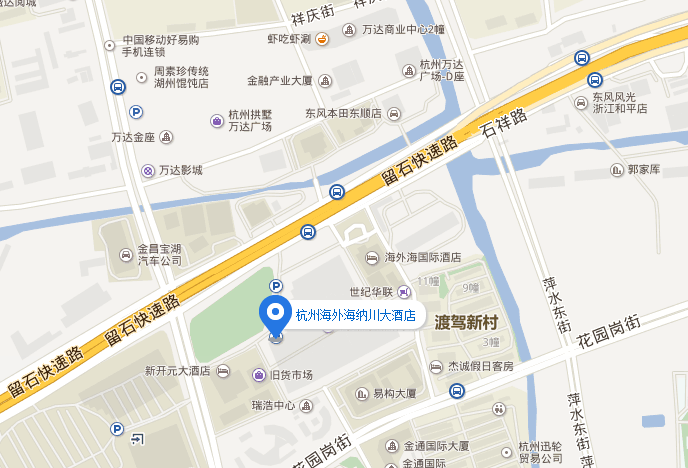 祥庆街
中国移动好易购
手机连锁
虾吃虾涮
万达商业中心2幢
周素珍传统
湖州馄饨店
金融产业大厦
杭州万达
广场-D座
杭州拱墅
万达广场
东风本田东顺店
东风风光
浙江和平店
万达金座
石祥路
万达影城
留石快速路
郭家厍
金昌宝湖
汽车公司
海外海国际酒店
11幢
9幢
萍水东街
世纪华联
留石快速路
杭州海外海纳川大酒店
渡驾新村
3幢
花园岗街
留石快速路
新开元大酒店
旧货市场
杰诚假日客房
瑞浩中心
易构大厦
萍水东街
花园岗街
金通国际大厦
杭州迅轮
贸易公司
金通国际
萍